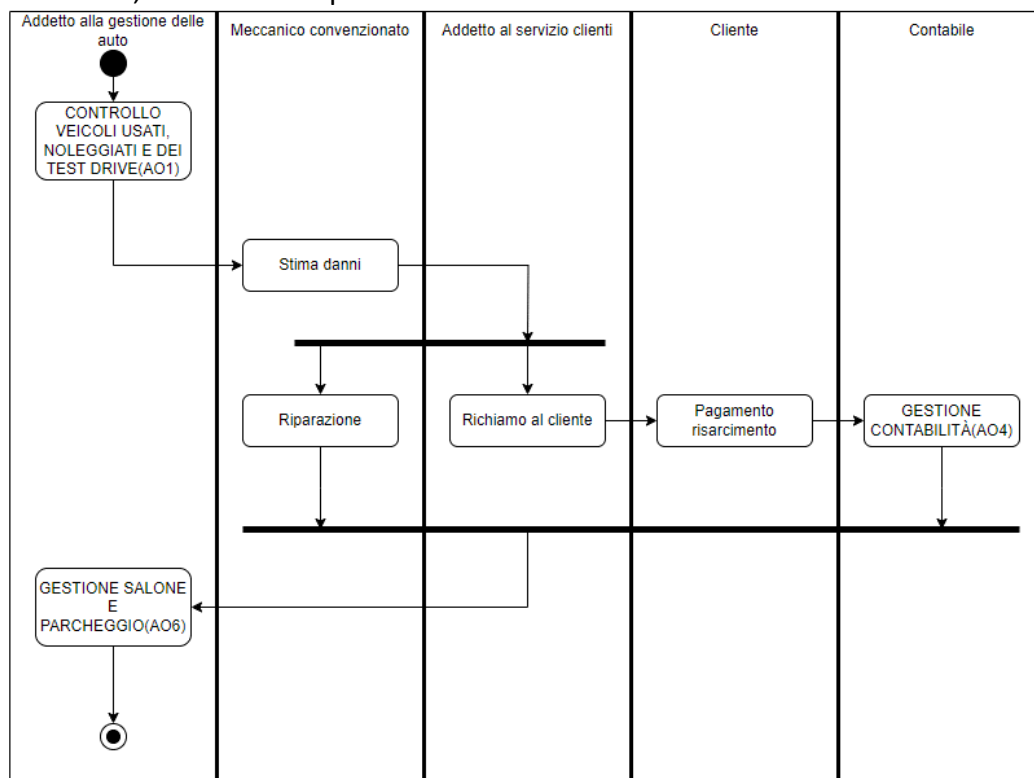 Addetto alla gestione delle
auto
Meccanico convenzionato
Addetto al servizio clienti
Cliente
Contabile
CONTROLLO
VEICOLI USATI,
NOLEGGIATI E DEI
TEST DRIVE(AO1)
Stima danni
Riparazione
Richiamo al cliente
Pagamento
risarcimento
GESTIONE
CONTABILITÀ(AO4)
GESTIONE SALONE
E
PARCHEGGIO(AO6)